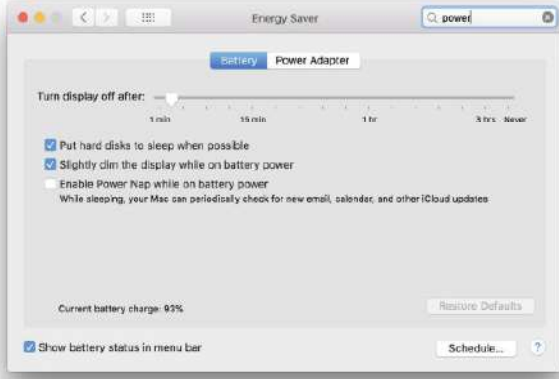 Energy Saver
power
Battery Power Adapter
Turn display off after:
1 min 15 min 1 hr 3 hrs Never
Put hard disks to sleep when possible
Slightly dim the display while on battery power
Enable Power Nap while on battery power
While sleeping, your Mac can periodically check for new email, calendar, and other iCloud updates
Current battery charge: 93%
Restore Defaults
Show battery status in menu bar
Schedule...
?